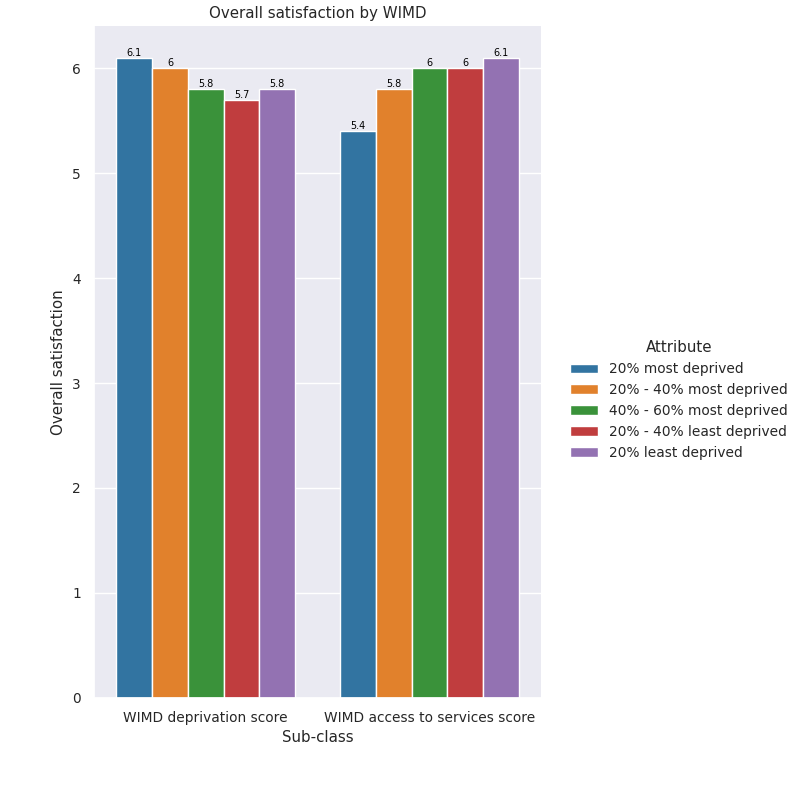 Overall satisfaction by WIMD
6.1
6
5.8
5.7
5.8
5.4
5.8
6
6
6.1
6
5
4
3
2
1
0
Overall satisfaction
WIMD deprivation score
WIMD access to services score
Sub-class
Attribute
20% most deprived
20% - 40% most deprived
40% - 60% most deprived
20% - 40% least deprived
20% least deprived